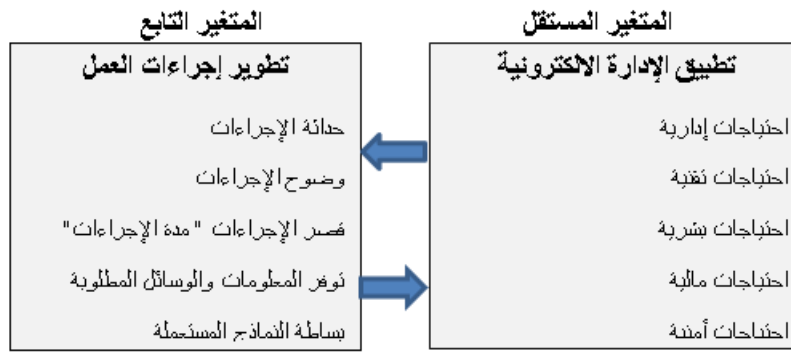 المتغير المستقل
تطبيق الإدارة الالكترونية
احتياجات إدارية
احتياجات تقنية
احتياجات بشرية
احتياجات مالية
احتياجات أمنية
المتغير التابع
تطوير إجراءات العمل
حداثة الإجراءات
وضوح الإجراءات
قصر الإجراءات "مدة الإجراءات"
توفر المعلومات والوسائل المطلوبة
بساطة النماذج المستعملة